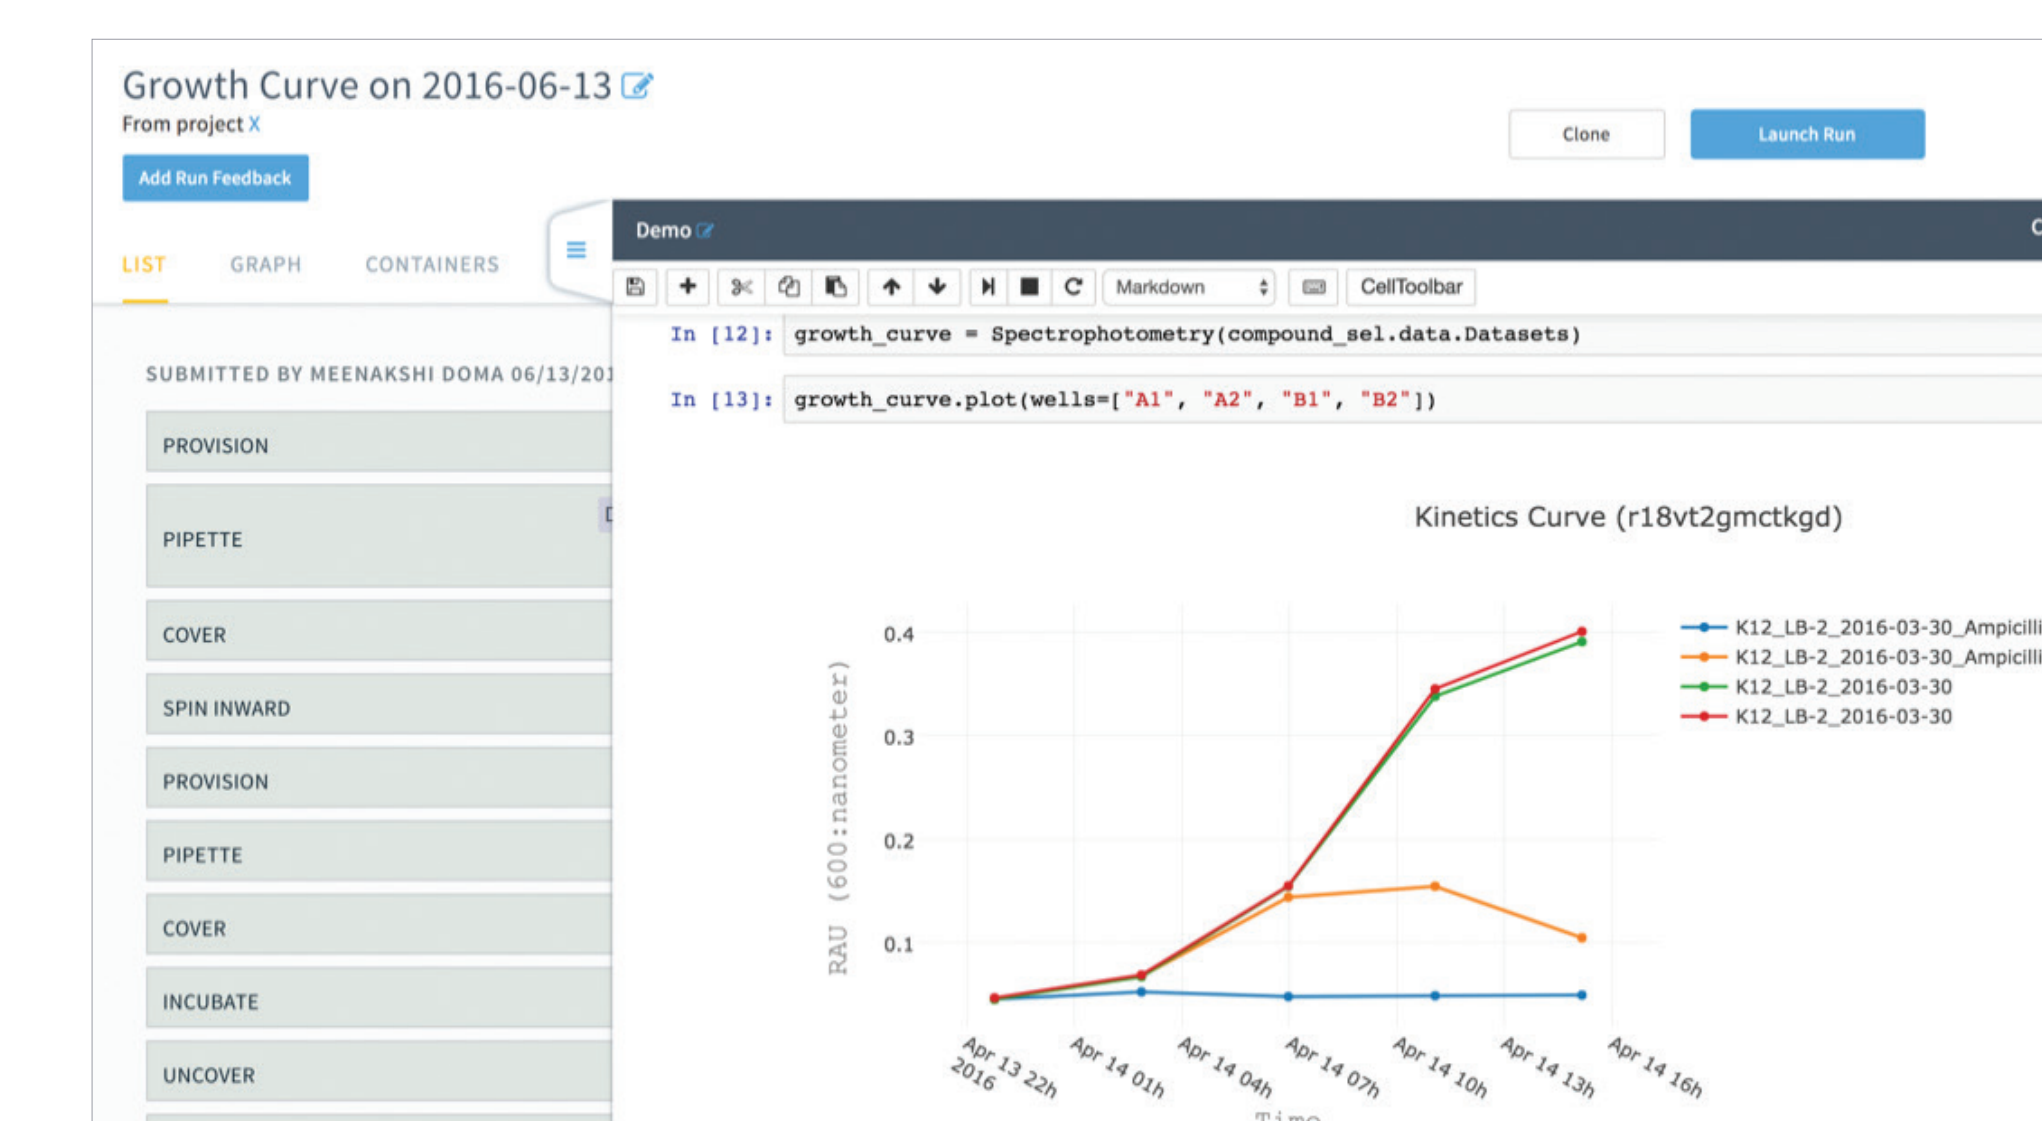 Growth Curve on 2016-06-13
From project X
Add Run Feedback
Clone
Launch Run
LIST GRAPH CONTAINERS
SUBMITTED BY MEENAKSHI DOMA 06/13/201
PROVISION
PIPETTE
COVER
SPIN INWARD
PROVISION
PIPETTE
COVER
INCUBATE
UNCOVER
Demo
Markdown
CellToolbar
In [12]: growth_curve = Spectrophotometry(compound_sel.data.Datasets)
In [13]: growth_curve.plot(wells=["A1", "A2", "B1", "B2"])
Kinetics Curve (r18vt2gmctkgd)
RAU (600:nanometer)
0.4
0.3
0.2
0.1
K12_LB-2_2016-03-30_Ampicilli
K12_LB-2_2016-03-30_Ampicilli
K12_LB-2_2016-03-30
K12_LB-2_2016-03-30
Apr 13 22h
2016
Apr 14 01h
Apr 14 04h
Apr 14 07h
Apr 14 10h
Apr 14 13h
Apr 14 16h
Time